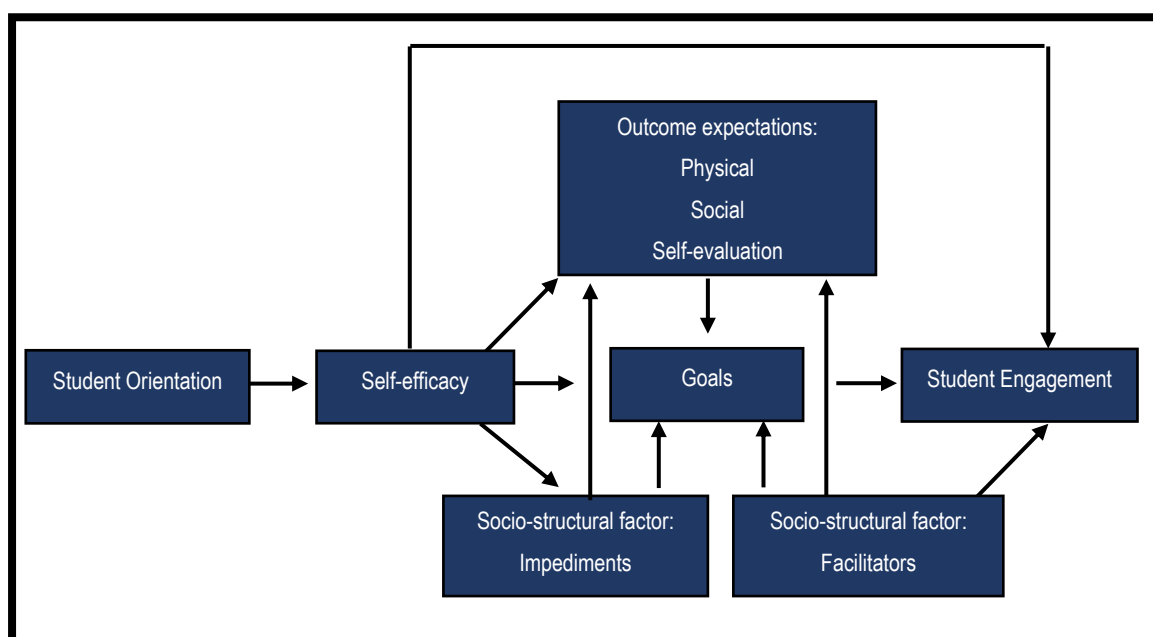 Outcome expectations:
Physical
Social
Self-evaluation
Student Orientation
Self-efficacy
Goals
Student Engagement
Socio-structural factor:
Impediments
Socio-structural factor:
Facilitators